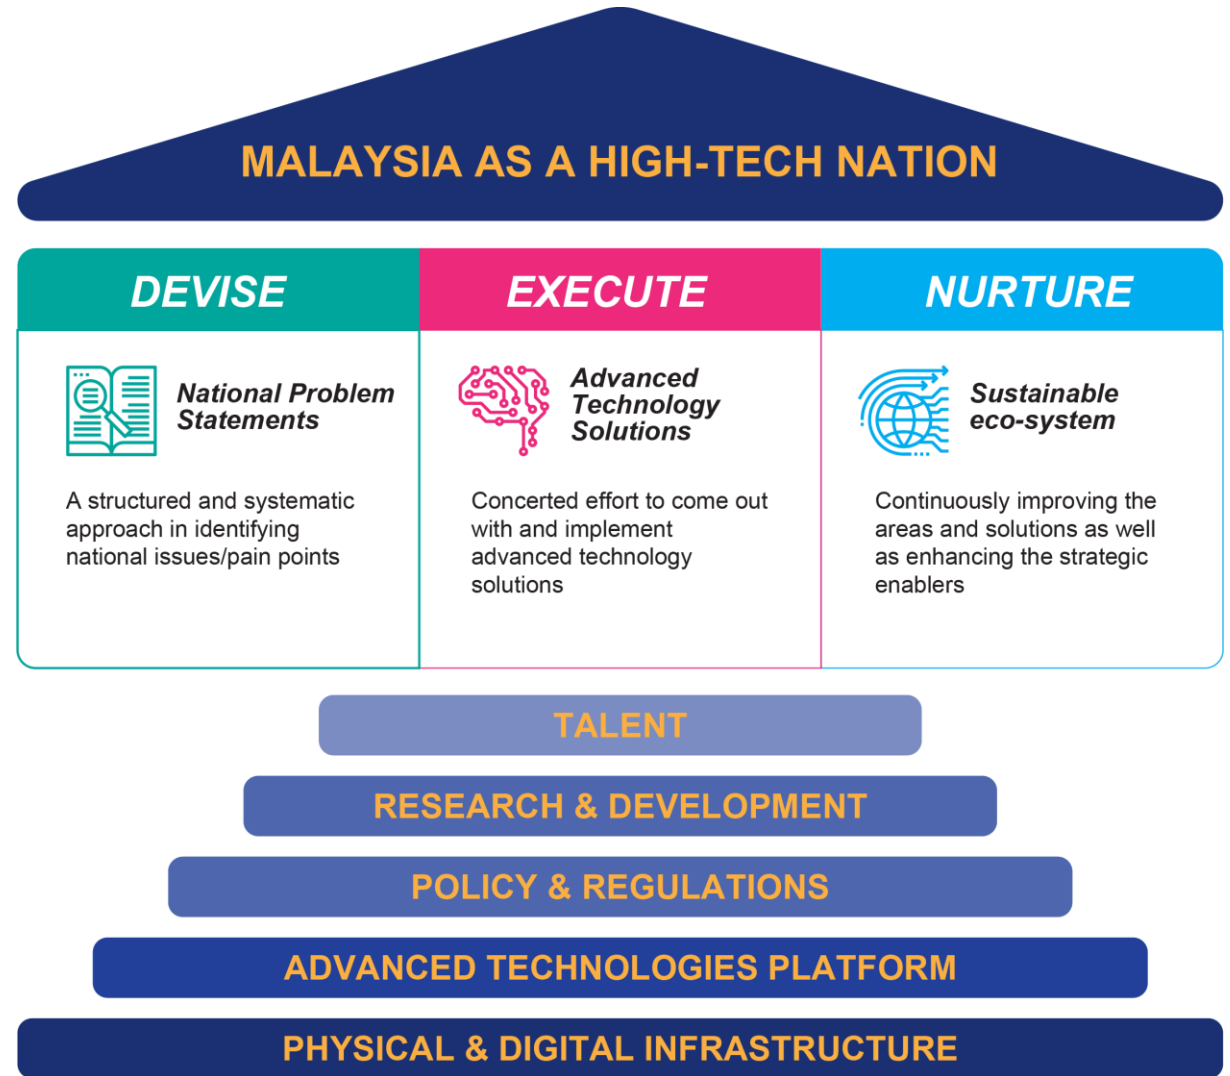 MALAYSIA AS A HIGH-TECH NATION
DEVISE
National Problem
Statements
A structured and systematic
approach in identifying
national issues/pain points
EXECUTE
Advanced
Technology
Solutions
Concerted effort to come out
with and implement
advanced technology
solutions
NURTURE
Sustainable
eco-system
Continuously improving the
areas and solutions as well
as enhancing the strategic
enablers
TALENT
RESEARCH & DEVELOPMENT
POLICY & REGULATIONS
ADVANCED TECHNOLOGIES PLATFORM
PHYSICAL & DIGITAL INFRASTRUCTURE